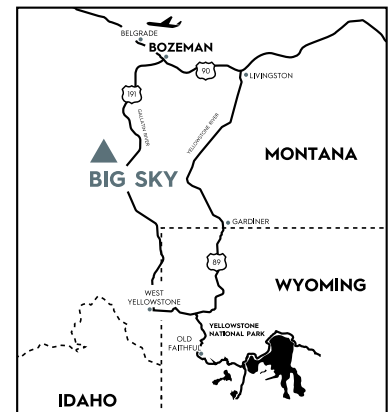 BELGRADE
BOZEMAN
90
LIVINGSTON
191
GALLATIN RIVER
YELLOWSTONE RIVER
MONTANA
BIG SKY
GARDINER
89
WYOMING
WEST
YELLOWSTONE
YELLOWSTONE
NATIONAL PARK
OLD
FAITHFUL
IDAHO